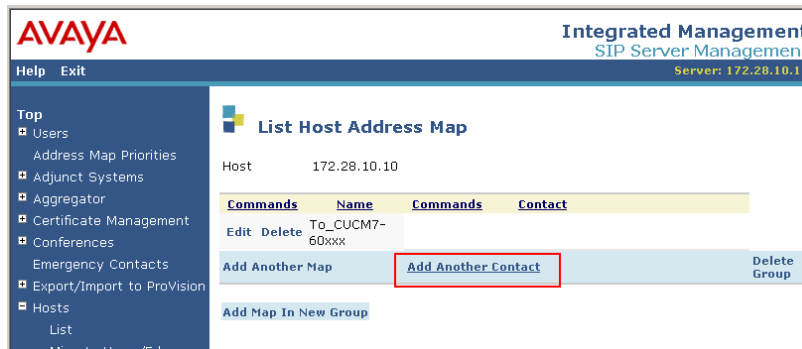 AVAYA
Integrated Management
SIP Server Managemen
Help Exit
Server: 172.28.10.1
Top
Users
Address Map Priorities
Adjunct Systems
Aggregator
Certificate Management
Conferences
Emergency Contacts
Export/Import to ProVision
Hosts
List
List Host Address Map
Host 172.28.10.10
Commands Name Commands Contact
Edit Delete To_CUCM7-
60xxx
Add Another Map Add Another Contact Delete
Group
Add Map In New Group